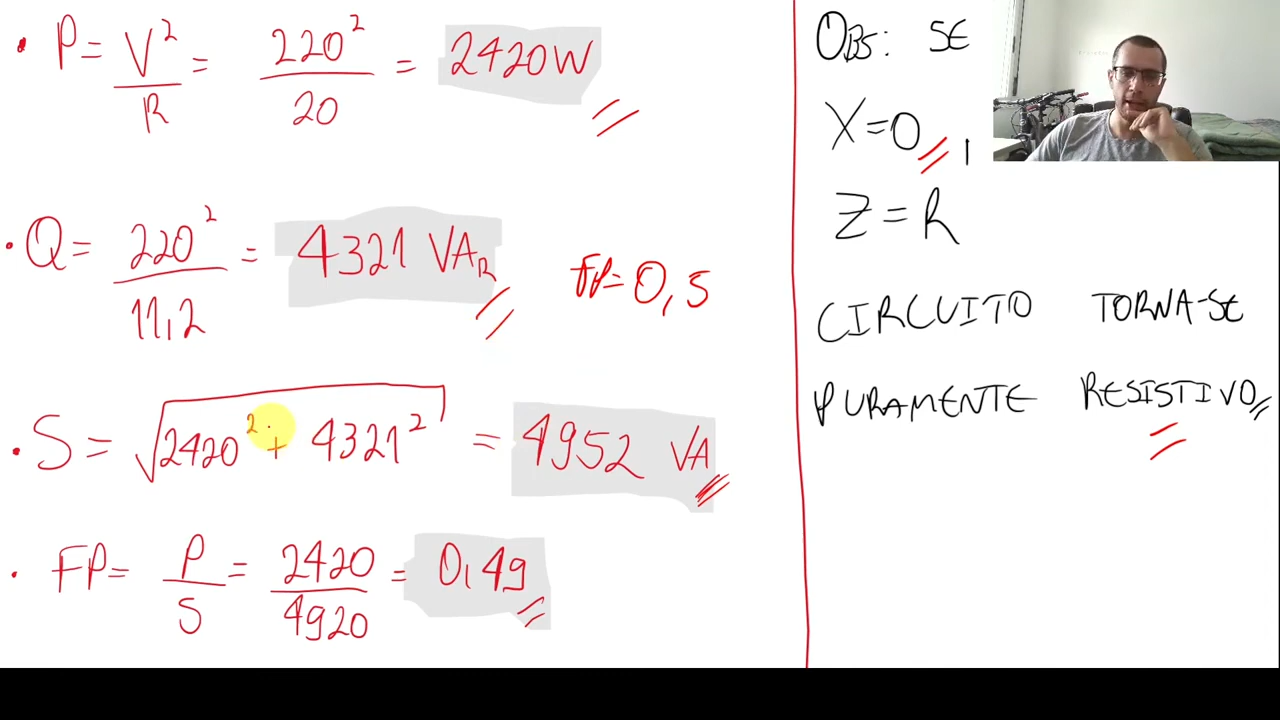 • P = V²/R = 220²/20 = 2420W
• Q = 220²/11,2 = 4321 VAR
FP = 0,5
• S = √2420² + 4321² = 4952 VA
• FP = P/S = 2420/4920 = 0,49
OBS: SE
X = 0,
Z = R
CIRCUITO TORNA-SE
PURAMENTE RESISTIVO